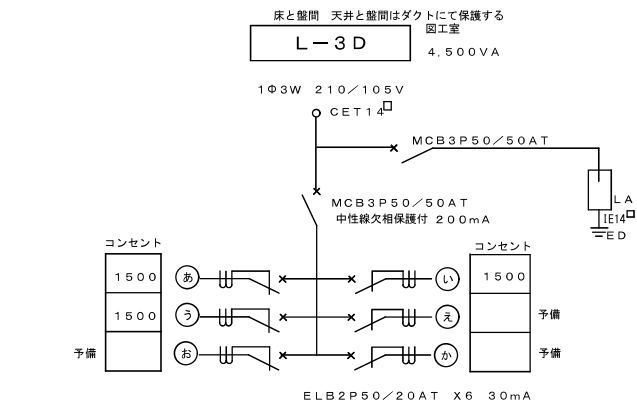 床と盤間　天井と盤間はダクトにて保護する
図工室
L－3D
4,500VA
1Φ3W　210/105V
CET14□
MCB3P50/50AT
LA
IE14□
ED
MCB3P50/50AT
中性線欠相保護付　200mA
コンセント
コンセント
1500　あ　い　1500
1500　う　え　予備
予備　お　か　予備
ELB2P50/20AT　X6　30mA